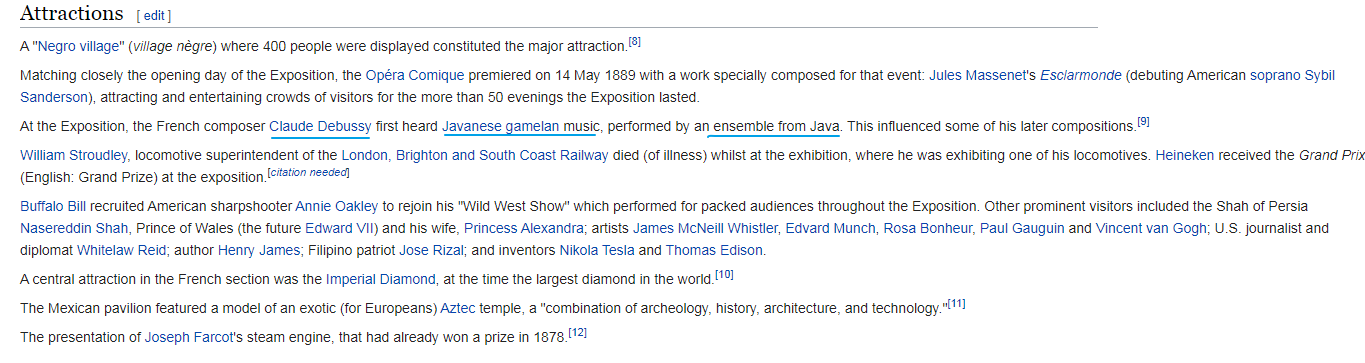 Attractions [ edit ]
A "Negro village" (village nègre) where 400 people were displayed constituted the major attraction.[8]
Matching closely the opening day of the Exposition, the Opéra Comique premiered on 14 May 1889 with a work specially composed for that event: Jules Massenet's Esclarmonde (debuting American soprano Sybil
Sanderson), attracting and entertaining crowds of visitors for the more than 50 evenings the Exposition lasted.
At the Exposition, the French composer Claude Debussy first heard Javanese gamelan music, performed by an ensemble from Java. This influenced some of his later compositions.[9]
William Stroudley, locomotive superintendent of the London, Brighton and South Coast Railway died (of illness) whilst at the exhibition, where he was exhibiting one of his locomotives. Heineken received the Grand Prix
(English: Grand Prize) at the exposition.[citation needed]
Buffalo Bill recruited American sharpshooter Annie Oakley to rejoin his "Wild West Show" which performed for packed audiences throughout the Exposition. Other prominent visitors included the Shah of Persia
Nasereddin Shah, Prince of Wales (the future Edward VII) and his wife, Princess Alexandra; artists James McNeill Whistler, Edvard Munch, Rosa Bonheur, Paul Gauguin and Vincent van Gogh; U.S. journalist and
diplomat Whitelaw Reid; author Henry James; Filipino patriot Jose Rizal; and inventors Nikola Tesla and Thomas Edison.
A central attraction in the French section was the Imperial Diamond, at the time the largest diamond in the world.[10]
The Mexican pavilion featured a model of an exotic (for Europeans) Aztec temple, a "combination of archeology, history, architecture, and technology."[11]
The presentation of Joseph Farcot's steam engine, that had already won a prize in 1878.[12]